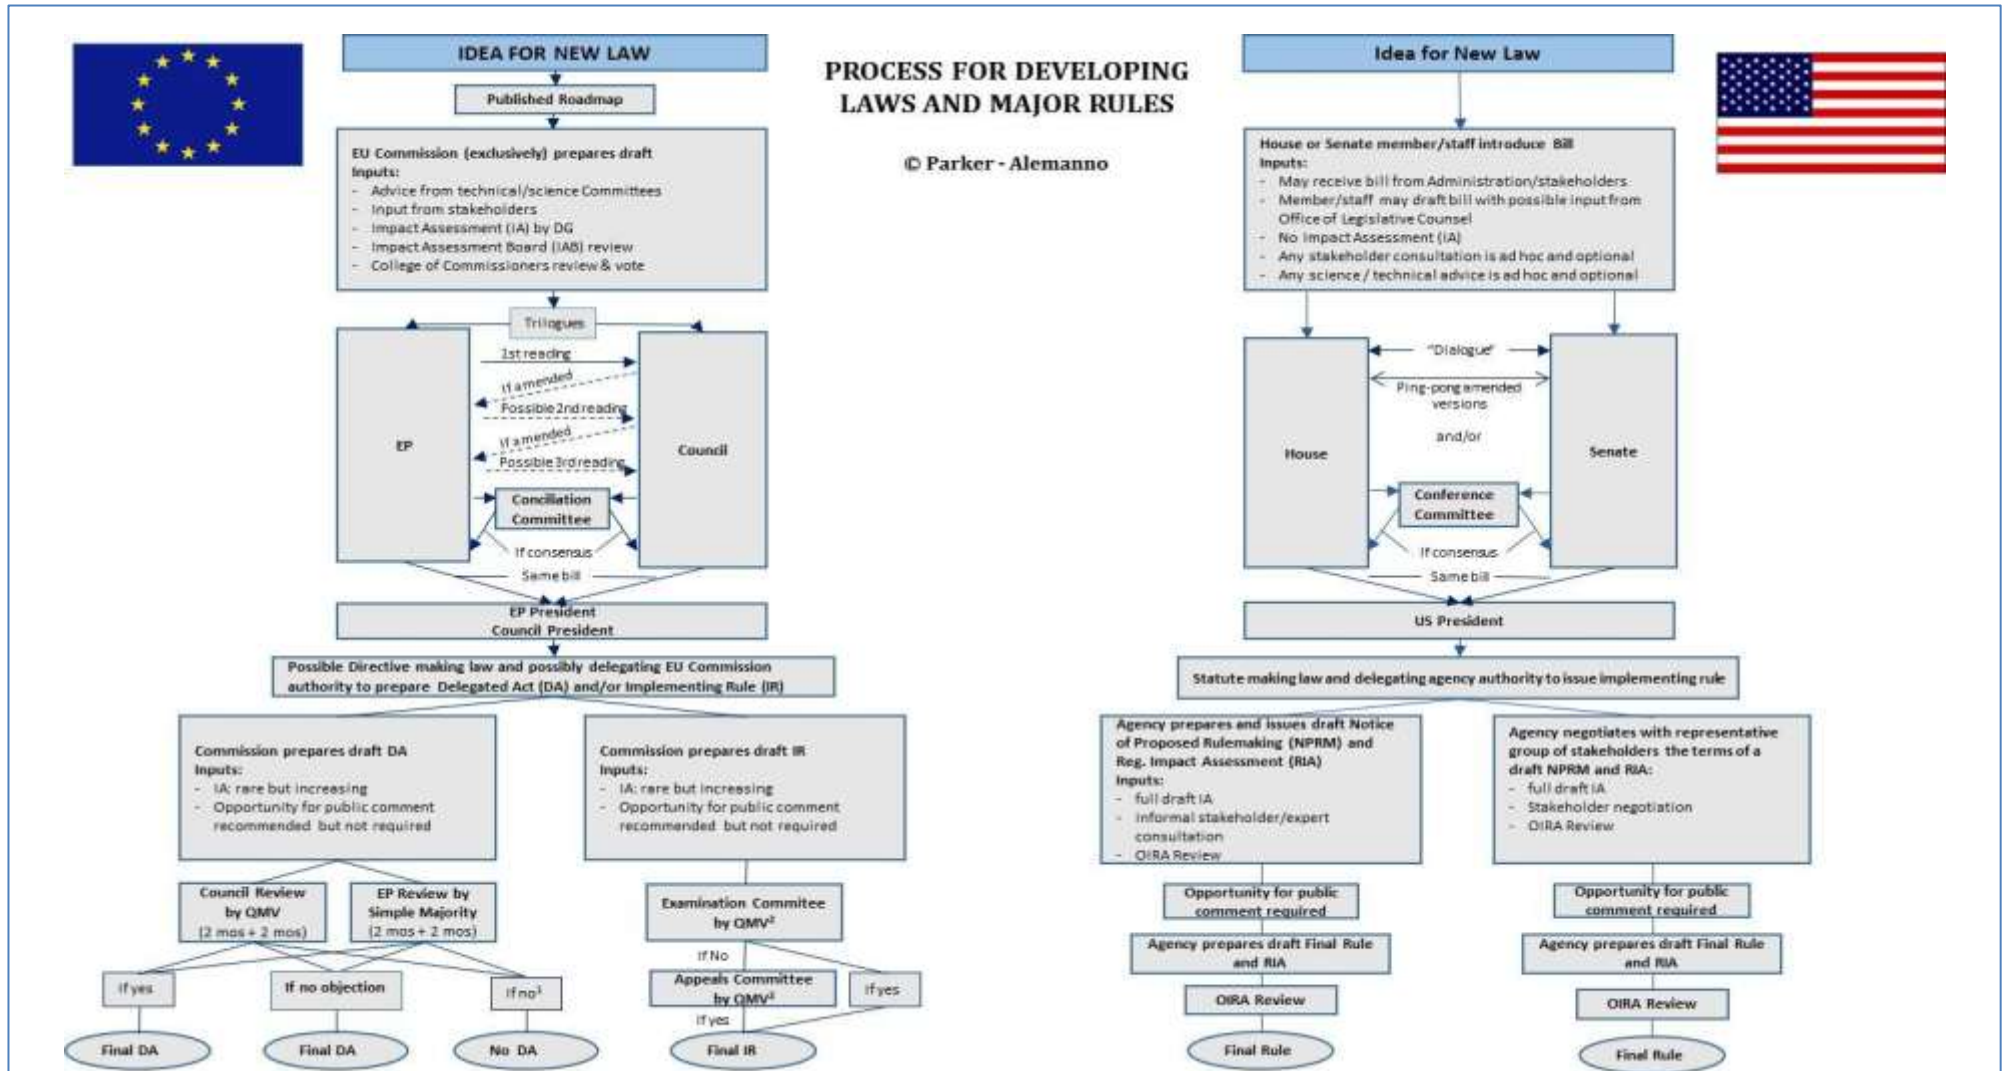 PROCESS FOR DEVELOPING
LAWS AND MAJOR RULES
© Parker - Alemanno
IDEA FOR NEW LAW
Published Roadmap
EU Commission (exclusively) prepares draft
Inputs:
- Advice from technical/science Committees
- Input from stakeholders
- Impact Assessment (IA) by DG
- Impact Assessment Board (IAB) review
- College of Commissioners review & vote
Trilogues
EP
1st reading
If amended
Possible 2nd reading
If amended
Possible 3rd reading
Council
Conciliation
Committee
If consensus
Same bill
EP President
Council President
Possible Directive making law and possibly delegating EU Commission
authority to prepare Delegated Act (DA) and/or Implementing Rule (IR)
Commission prepares draft DA
Inputs:
- IA: rare but increasing
- Opportunity for public comment
recommended but not required
Council Review
by QMV
(2 mos + 2 mos)
EP Review by
Simple Majority
(2 mos + 2 mos)
If yes
If no objection
If no¹
Final DA
Final DA
No DA
Commission prepares draft IR
Inputs:
- IA: rare but increasing
- Opportunity for public comment
recommended but not required
Examination Commitee
by QMV²
If No
Appeals Committee
by QMV²
If yes
If yes
Final IR
Idea for New Law
House or Senate member/staff introduce Bill
Inputs:
- May receive bill from Administration/stakeholders
- Member/staff may draft bill with possible input from
Office of Legislative Counsel
- No Impact Assessment (IA)
- Any stakeholder consultation is ad hoc and optional
- Any science / technical advice is ad hoc and optional
House
"Dialogue"
Ping-pong amended
versions
and/or
Senate
Conference
Committee
If consensus
Same bill
US President
Statute making law and delegating agency authority to issue implementing rule
Agency prepares and issues draft Notice
of Proposed Rulemaking (NPRM) and
Reg. Impact Assessment (RIA)
Inputs:
- full draft IA
- Informal stakeholder/expert
consultation
- OIRA Review
Opportunity for public
comment required
Agency prepares draft Final Rule
and RIA
OIRA Review
Final Rule
Agency negotiates with representative
group of stakeholders the terms of a
draft NPRM and RIA:
- full draft IA
- Stakeholder negotiation
- OIRA Review
Opportunity for public
comment required
Agency prepares draft Final Rule
and RIA
OIRA Review
Final Rule